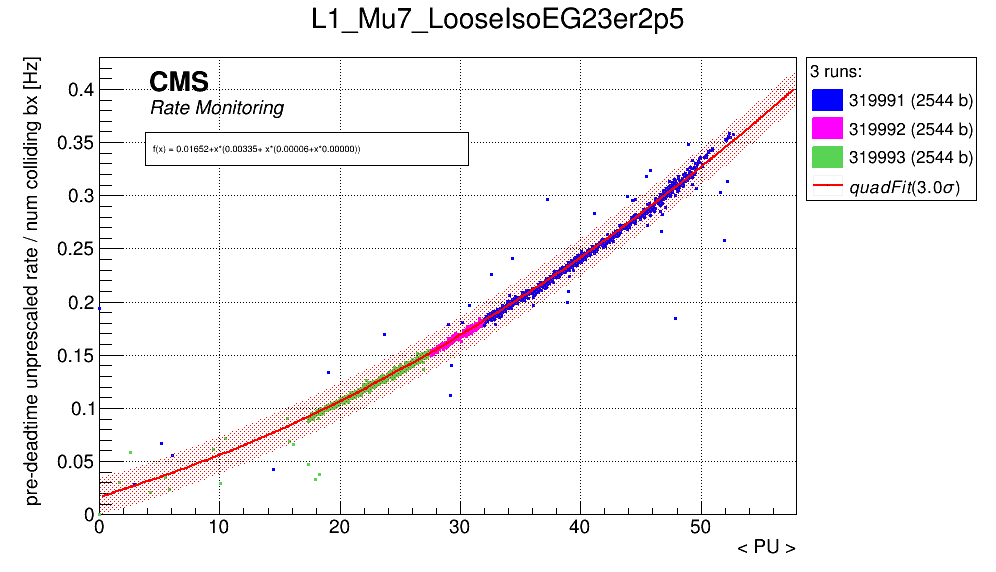 L1_Mu7_LooseIsoEG23er2p5
pre-deadtime unprescaled rate / num colliding bx [Hz]
CMS
Rate Monitoring
f(x) = 0.01652+x*(0.00335+ x*(0.00006+x*0.00000))
0.4
0.35
0.3
0.25
0.2
0.15
0.1
0.05
0
0 10 20 30 40 50
< PU >
3 runs:
319991 (2544 b)
319992 (2544 b)
319993 (2544 b)
quadFit(3.0σ)